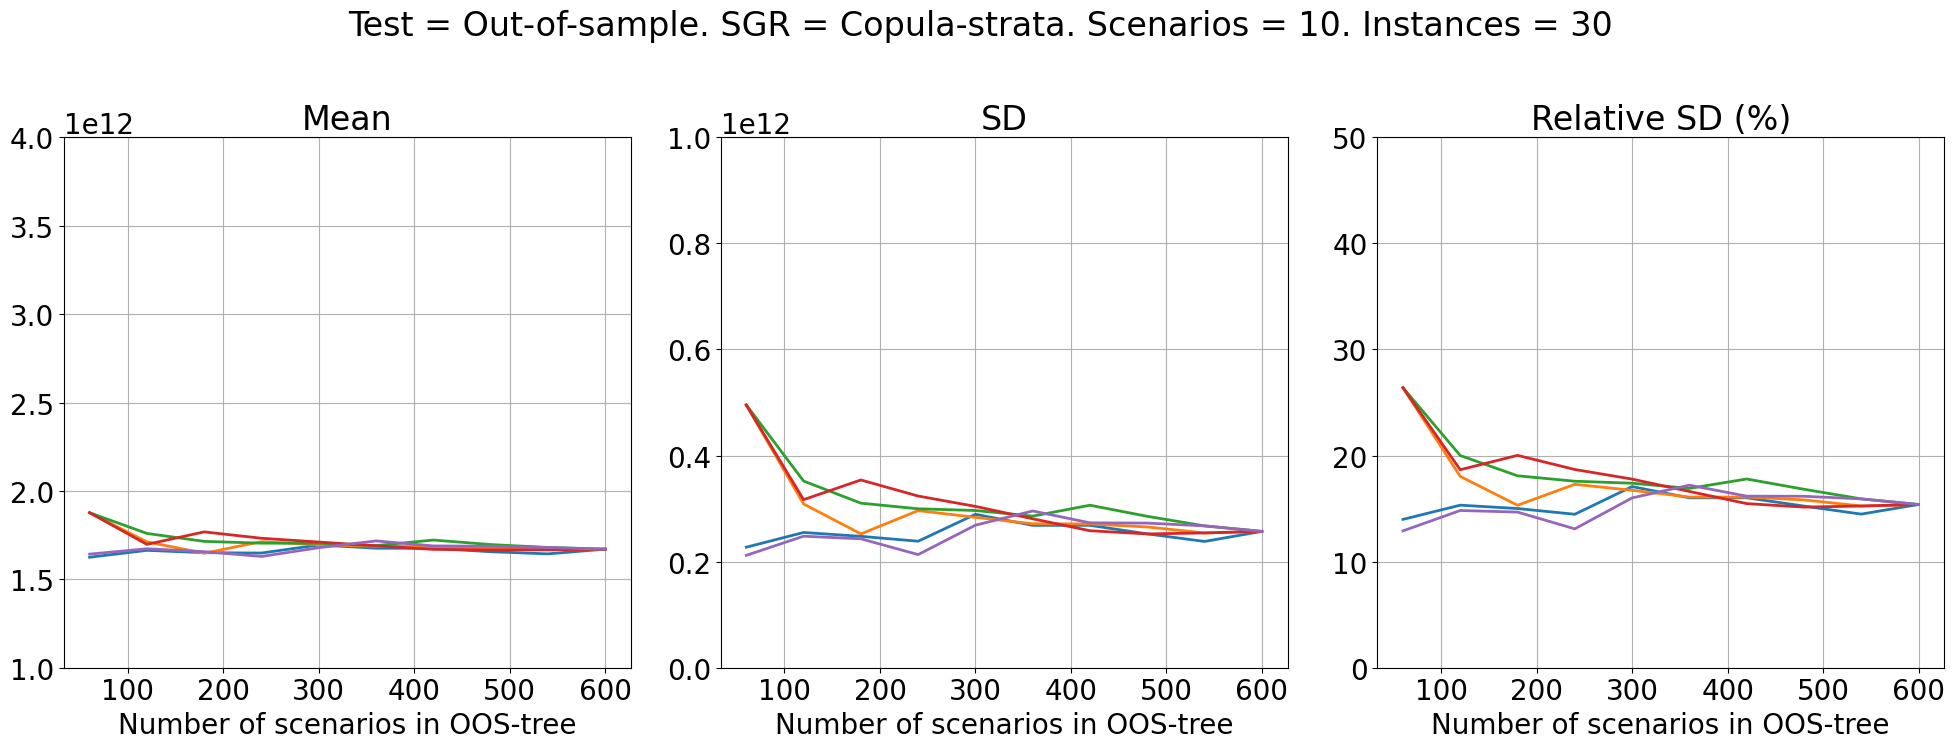 Test = Out-of-sample. SGR = Copula-strata. Scenarios = 10. Instances = 30
Mean
1e12
4.0
3.5
3.0
2.5
2.0
1.5
1.0
100 200 300 400 500 600
Number of scenarios in OOS-tree
SD
1e12
1.0
0.8
0.6
0.4
0.2
0.0
100 200 300 400 500 600
Number of scenarios in OOS-tree
Relative SD (%)
50
40
30
20
10
0
100 200 300 400 500 600
Number of scenarios in OOS-tree